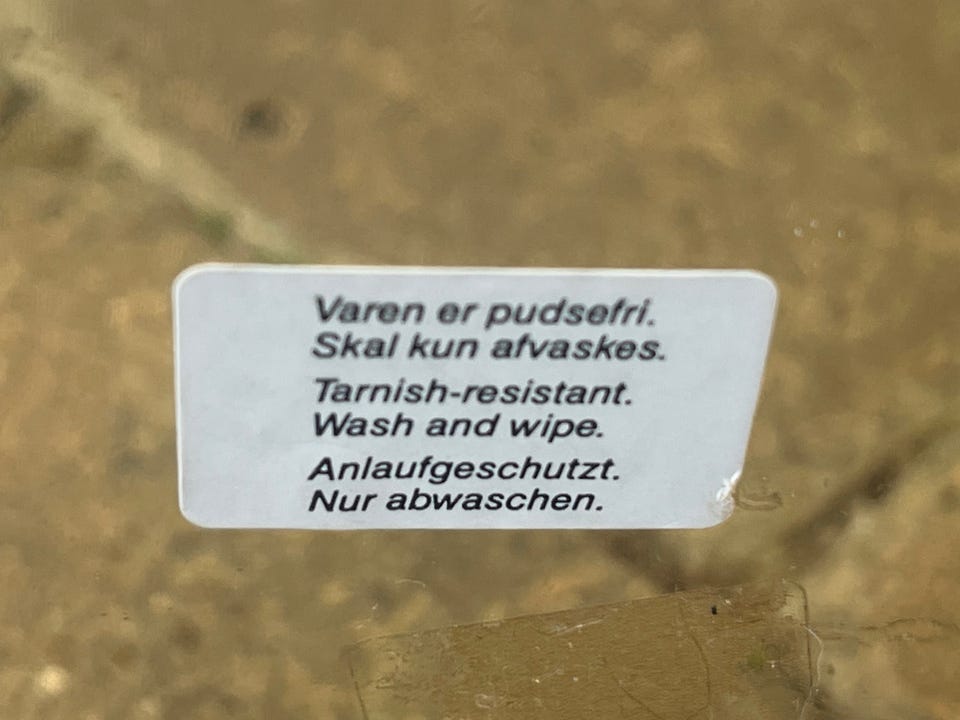 Varen er pudsefri.
Skal kun afvaskes.
Tarnish-resistant.
Wash and wipe.
Anlaufgeschutzt.
Nur abwaschen.